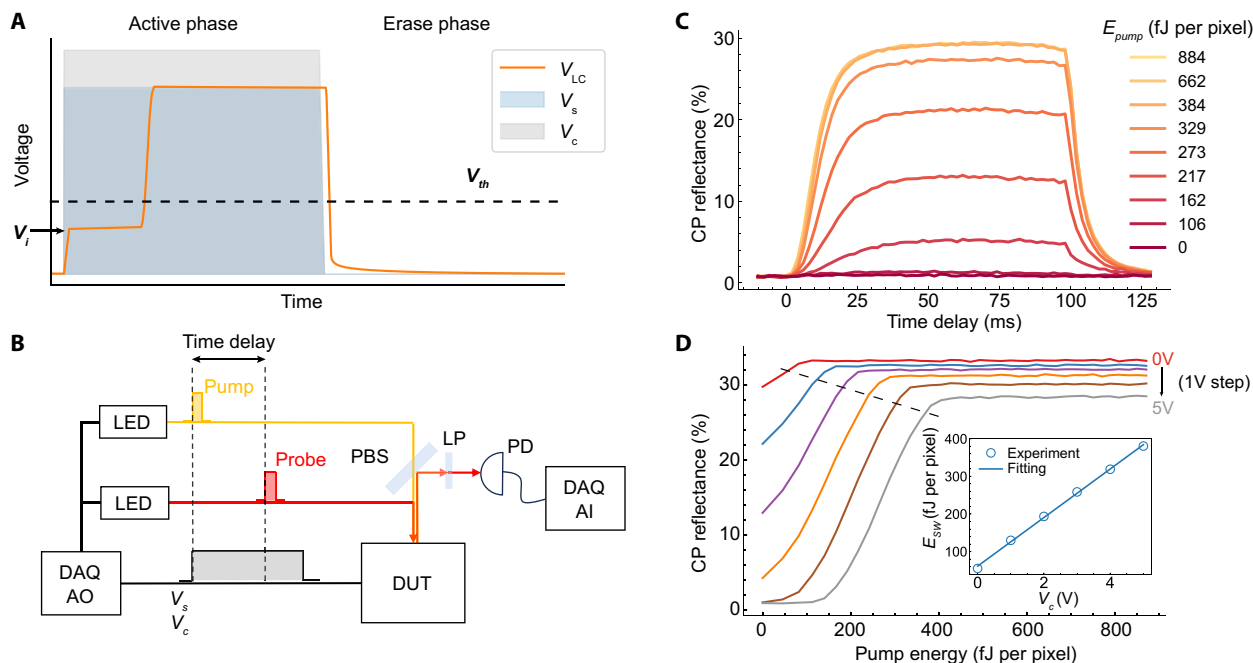 A
Active phase
Erase phase
Voltage
V_LC
V_s
V_c
V_th
V_i
Time
B
Time delay
Pump
LED
Probe
LED
PBS
LP
PD
DAQ
AI
DAQ
AO
DUT
V_s
V_c
C
CP reflectance (%)
30
20
10
0
0
25
50
75
100
125
Time delay (ms)
E_pump (fJ per pixel)
884
662
384
329
273
217
162
106
0
D
CP reflectance (%)
30
20
10
0
0
200
400
600
800
Pump energy (fJ per pixel)
0V
(1V step)
5V
E_SW (fJ per pixel)
400
300
200
100
Experiment
Fitting
0
2
4
V_c (V)